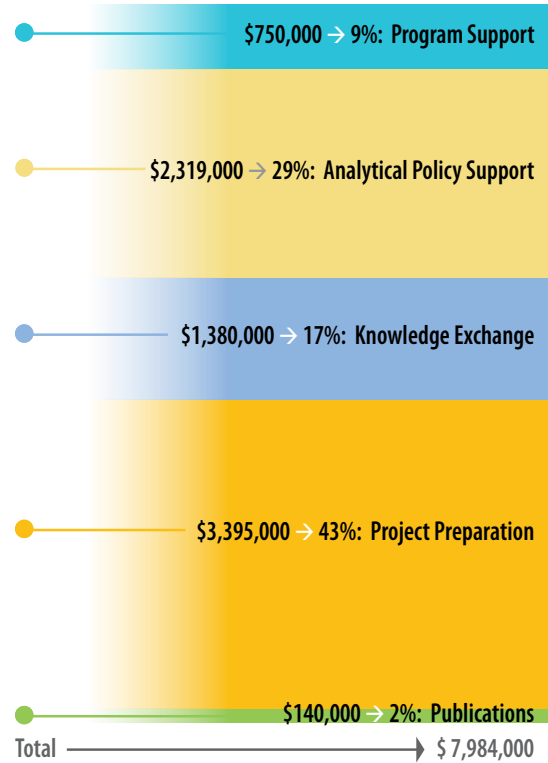 $750,000 → 9%: Program Support
$2,319,000 → 29%: Analytical Policy Support
$1,380,000 → 17%: Knowledge Exchange
$3,395,000 → 43%: Project Preparation
$140,000 → 2%: Publications
Total → $ 7,984,000